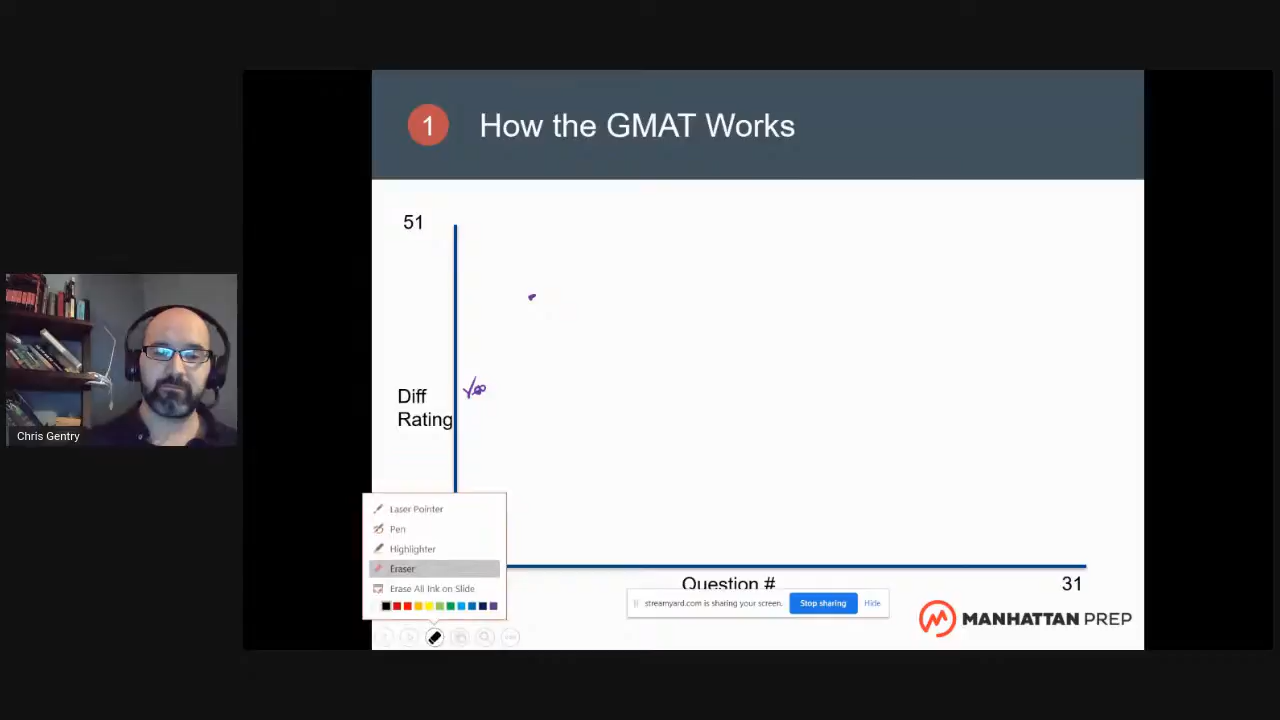 1 How the GMAT Works
51
Diff
Rating
Chris Gentry
Laser Pointer
Pen
Highlighter
Eraser
Erase All Ink on Slide
Question #
31
streamyard.com is sharing your screen.
Stop sharing
Hide
MANHATTAN PREP